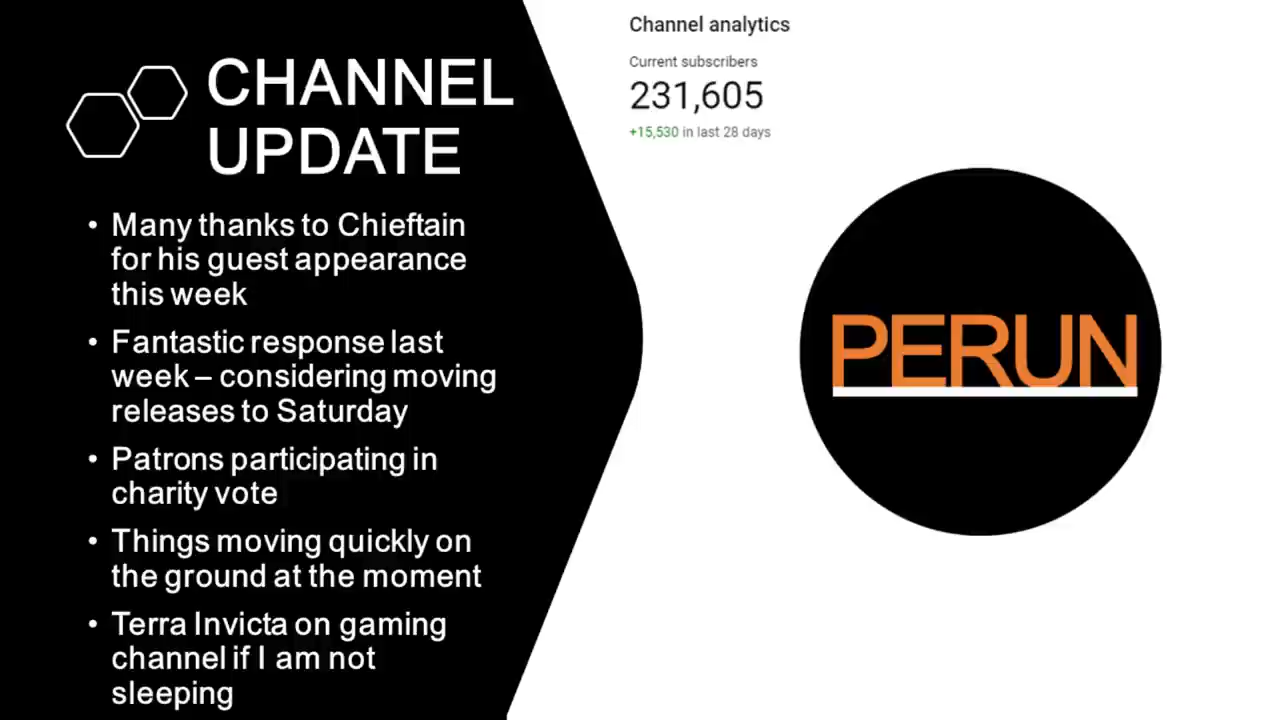 CHANNEL
UPDATE
• Many thanks to Chieftain
for his guest appearance
this week
• Fantastic response last
week – considering moving
releases to Saturday
• Patrons participating in
charity vote
• Things moving quickly on
the ground at the moment
• Terra Invicta on gaming
channel if I am not
sleeping
Channel analytics
Current subscribers
231,605
+15,530 in last 28 days
PERUN